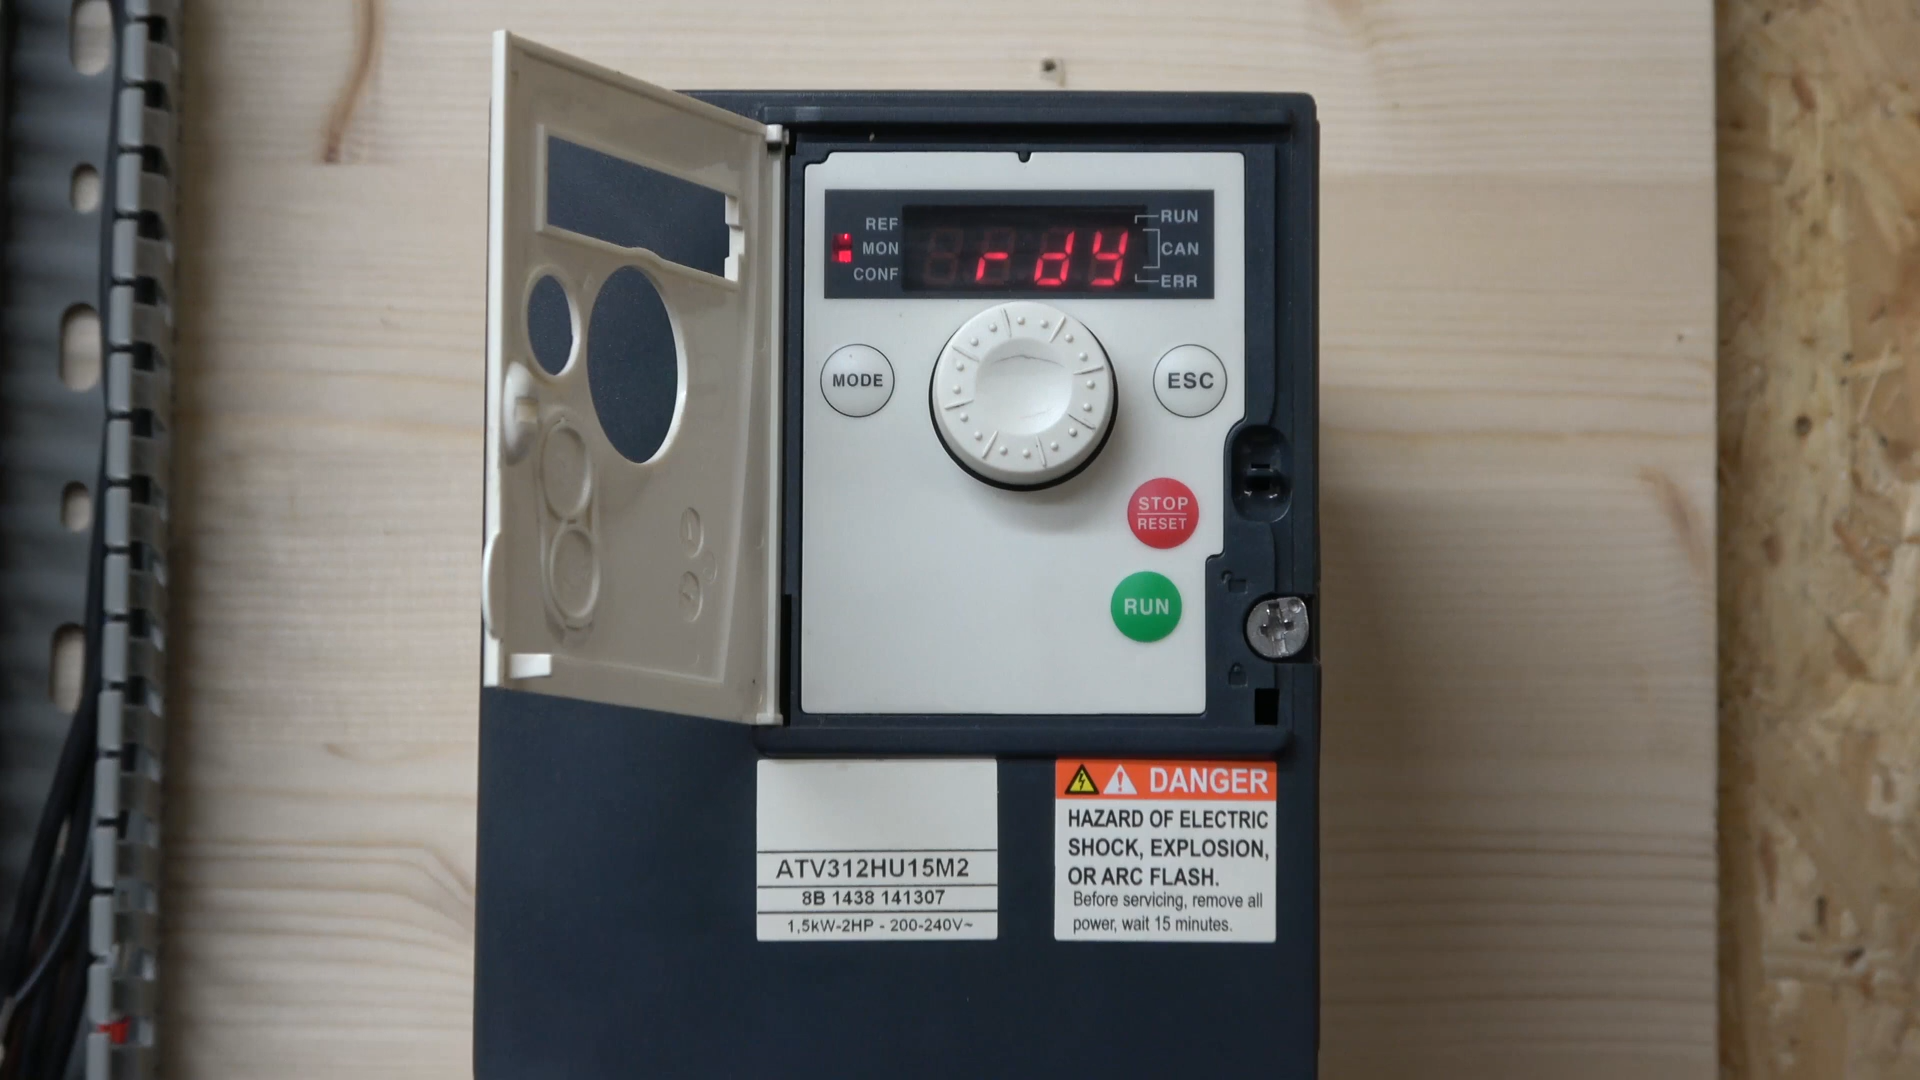 REF
MON
CONF
rdY
RUN
CAN
ERR
MODE
ESC
STOP
RESET
RUN
ATV312HU15M2
8B 1438 141307
1,5kW-2HP - 200-240V~
DANGER
HAZARD OF ELECTRIC
SHOCK, EXPLOSION,
OR ARC FLASH.
Before servicing, remove all
power, wait 15 minutes.